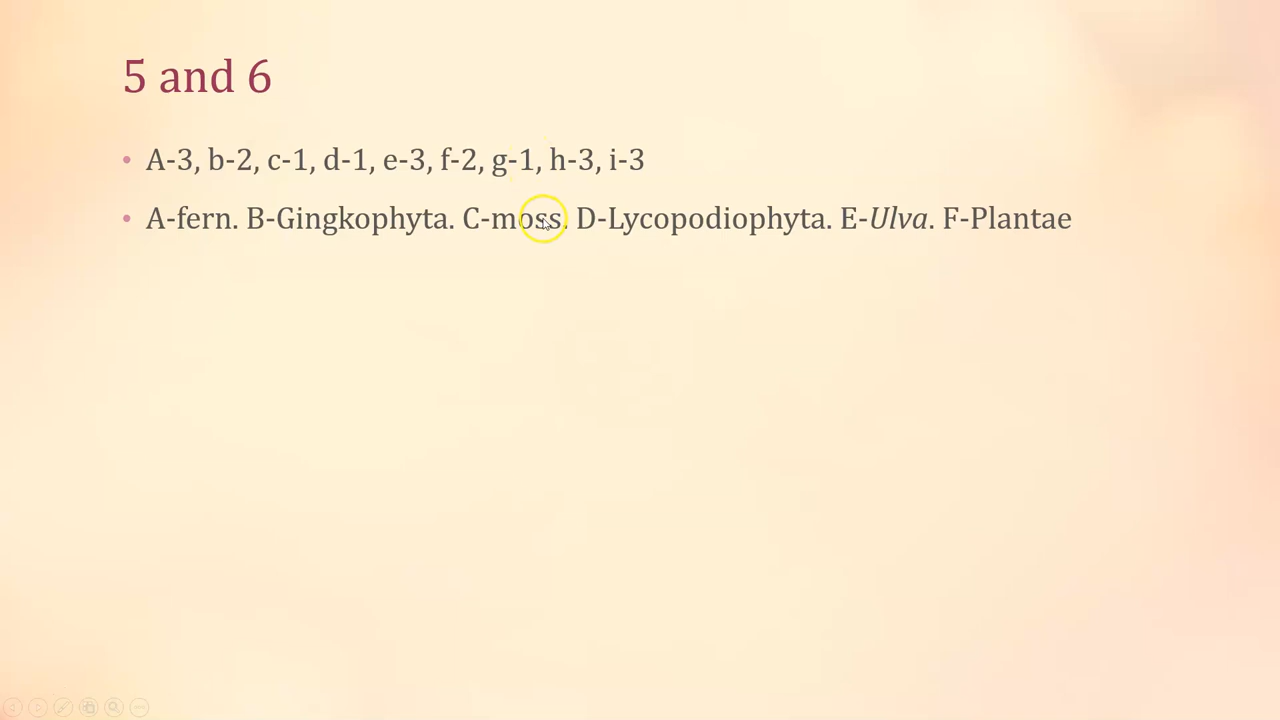 5 and 6
• A-3, b-2, c-1, d-1, e-3, f-2, g-1, h-3, i-3
• A-fern. B-Gingkophyta. C-moss. D-Lycopodiophyta. E-Ulva. F-Plantae